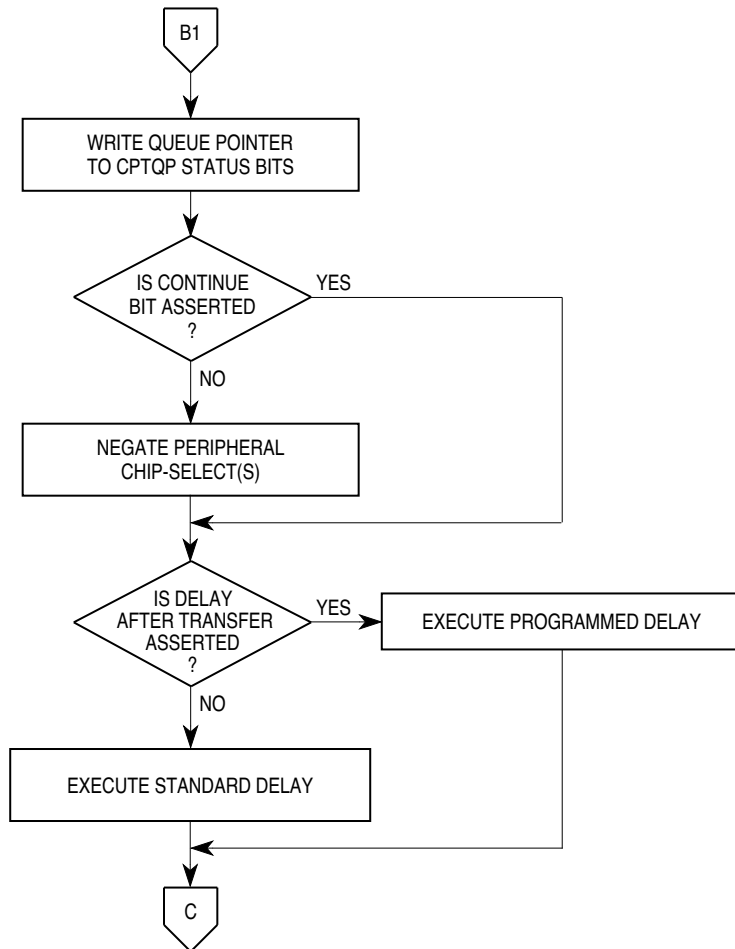 B1
WRITE QUEUE POINTER
TO CPTQP STATUS BITS
IS CONTINUE
BIT ASSERTED
?
YES
NO
NEGATE PERIPHERAL
CHIP-SELECT(S)
IS DELAY
AFTER TRANSFER
ASSERTED
?
YES
EXECUTE PROGRAMMED DELAY
NO
EXECUTE STANDARD DELAY
C